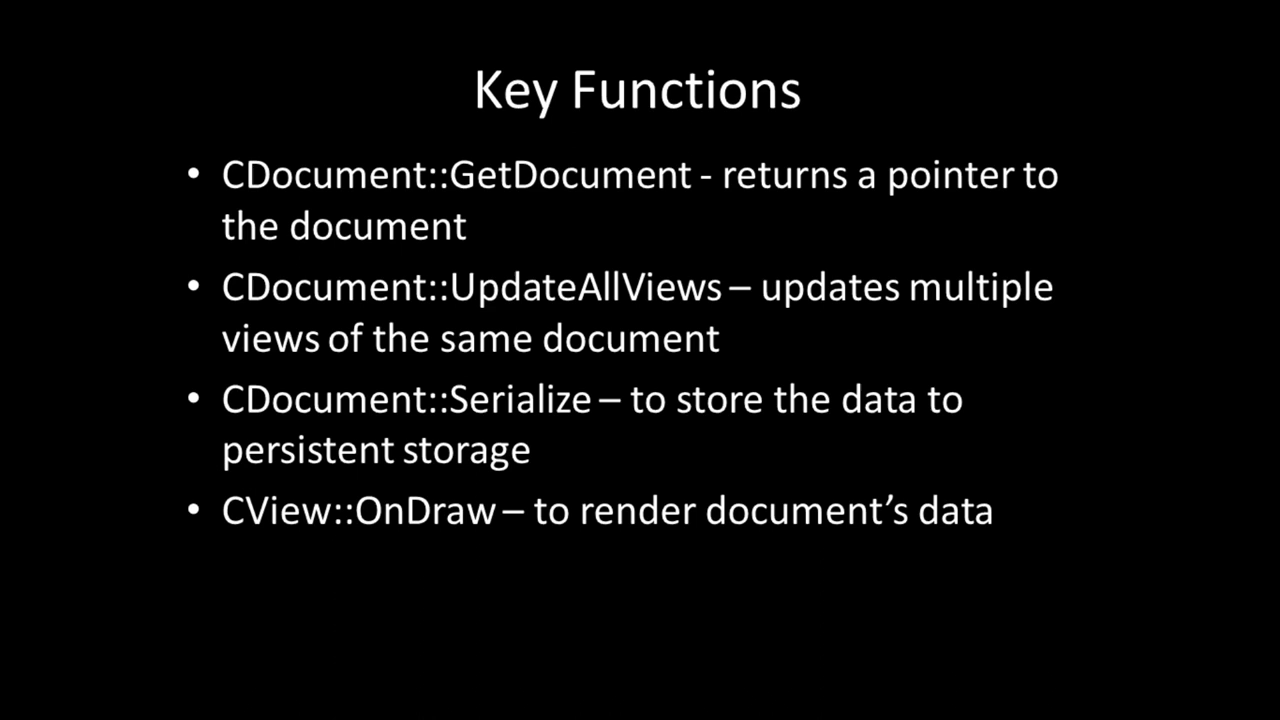 Key Functions
• CDocument::GetDocument - returns a pointer to
the document
• CDocument::UpdateAllViews – updates multiple
views of the same document
• CDocument::Serialize – to store the data to
persistent storage
• CView::OnDraw – to render document’s data